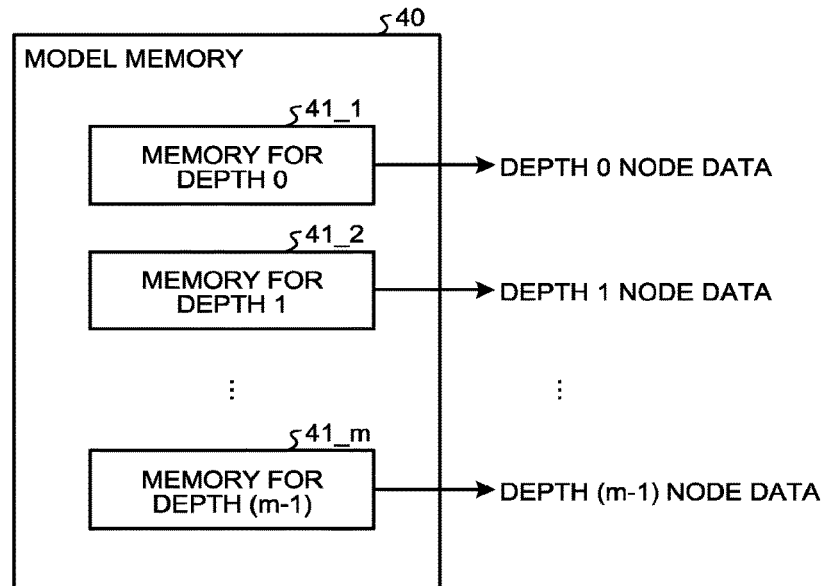 40
MODEL MEMORY
41_1
MEMORY FOR
DEPTH 0
DEPTH 0 NODE DATA
41_2
MEMORY FOR
DEPTH 1
DEPTH 1 NODE DATA
⋮
⋮
41_m
MEMORY FOR
DEPTH (m-1)
DEPTH (m-1) NODE DATA